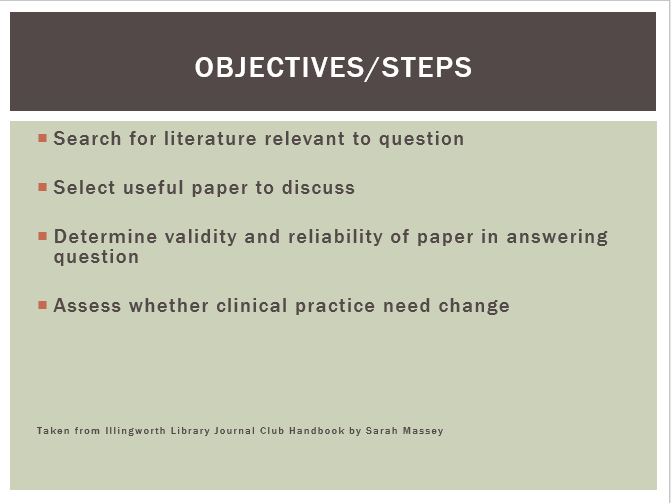 OBJECTIVES/STEPS
Search for literature relevant to question
Select useful paper to discuss
Determine validity and reliability of paper in answering
question
Assess whether clinical practice need change
Taken from Illingworth Library Journal Club Handbook by Sarah Massey